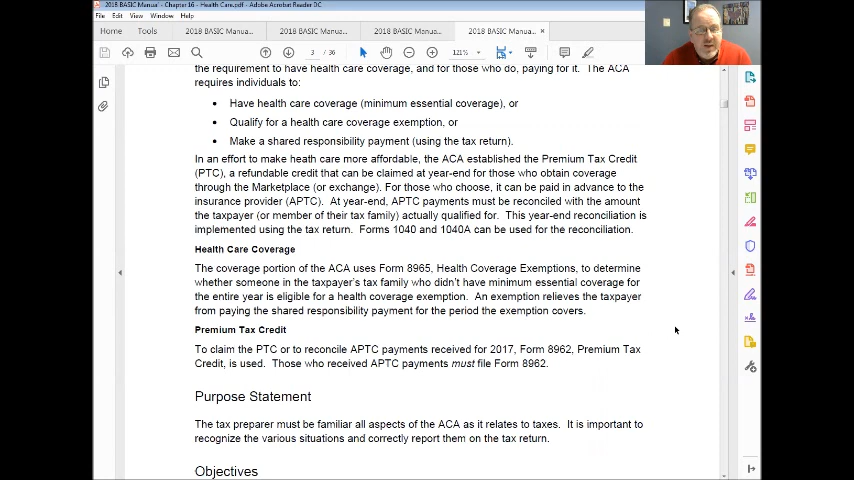 2018 BASIC Manual - Chapter 16 - Health Care.pdf - Adobe Acrobat Reader DC
File Edit View Window Help
Home Tools 2018 BASIC Manua... 2018 BASIC Manua... 2018 BASIC Manua... 2018 BASIC Manua... ×
3 / 36 121%
the requirement to have health care coverage, and for those who do, paying for it. The ACA
requires individuals to:
• Have health care coverage (minimum essential coverage), or
• Qualify for a health care coverage exemption, or
• Make a shared responsibility payment (using the tax return).
In an effort to make heath care more affordable, the ACA established the Premium Tax Credit
(PTC), a refundable credit that can be claimed at year-end for those who obtain coverage
through the Marketplace (or exchange). For those who choose, it can be paid in advance to the
insurance provider (APTC). At year-end, APTC payments must be reconciled with the amount
the taxpayer (or member of their tax family) actually qualified for. This year-end reconciliation is
implemented using the tax return. Forms 1040 and 1040A can be used for the reconciliation.
Health Care Coverage
The coverage portion of the ACA uses Form 8965, Health Coverage Exemptions, to determine
whether someone in the taxpayer's tax family who didn't have minimum essential coverage for
the entire year is eligible for a health coverage exemption. An exemption relieves the taxpayer
from paying the shared responsibility payment for the period the exemption covers.
Premium Tax Credit
To claim the PTC or to reconcile APTC payments received for 2017, Form 8962, Premium Tax
Credit, is used. Those who received APTC payments must file Form 8962.
Purpose Statement
The tax preparer must be familiar all aspects of the ACA as it relates to taxes. It is important to
recognize the various situations and correctly report them on the tax return.
Objectives